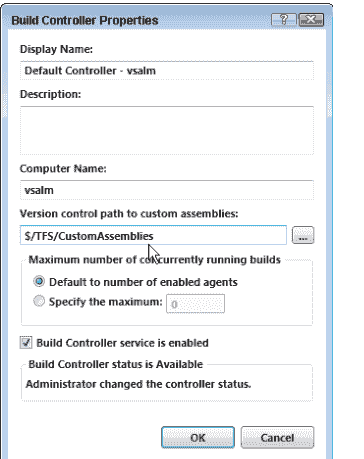 Build Controller Properties
Display Name:
Default Controller - vsalm
Description:
Computer Name:
vsalm
Version control path to custom assemblies:
$/TFS/CustomAssemblies
...
Maximum number of concurrently running builds
Default to number of enabled agents
Specify the maximum: 0
Build Controller service is enabled
Build Controller status is Available
Administrator changed the controller status.
OK Cancel